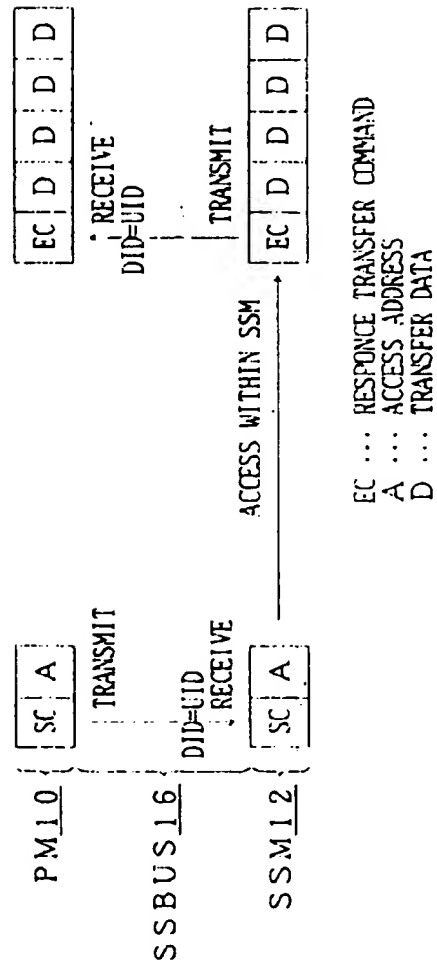 PM10 SC A EC D D D D
TRANSMIT RECEIVE
DID=UID
SSBUS16
DID=UID
RECEIVE TRANSMIT
SSM12 SC A ACCESS WITHIN SSM EC D D D D
EC ... RESPONCE TRANSFER COMMAND
A ... ACCESS ADDRESS
D ... TRANSFER DATA